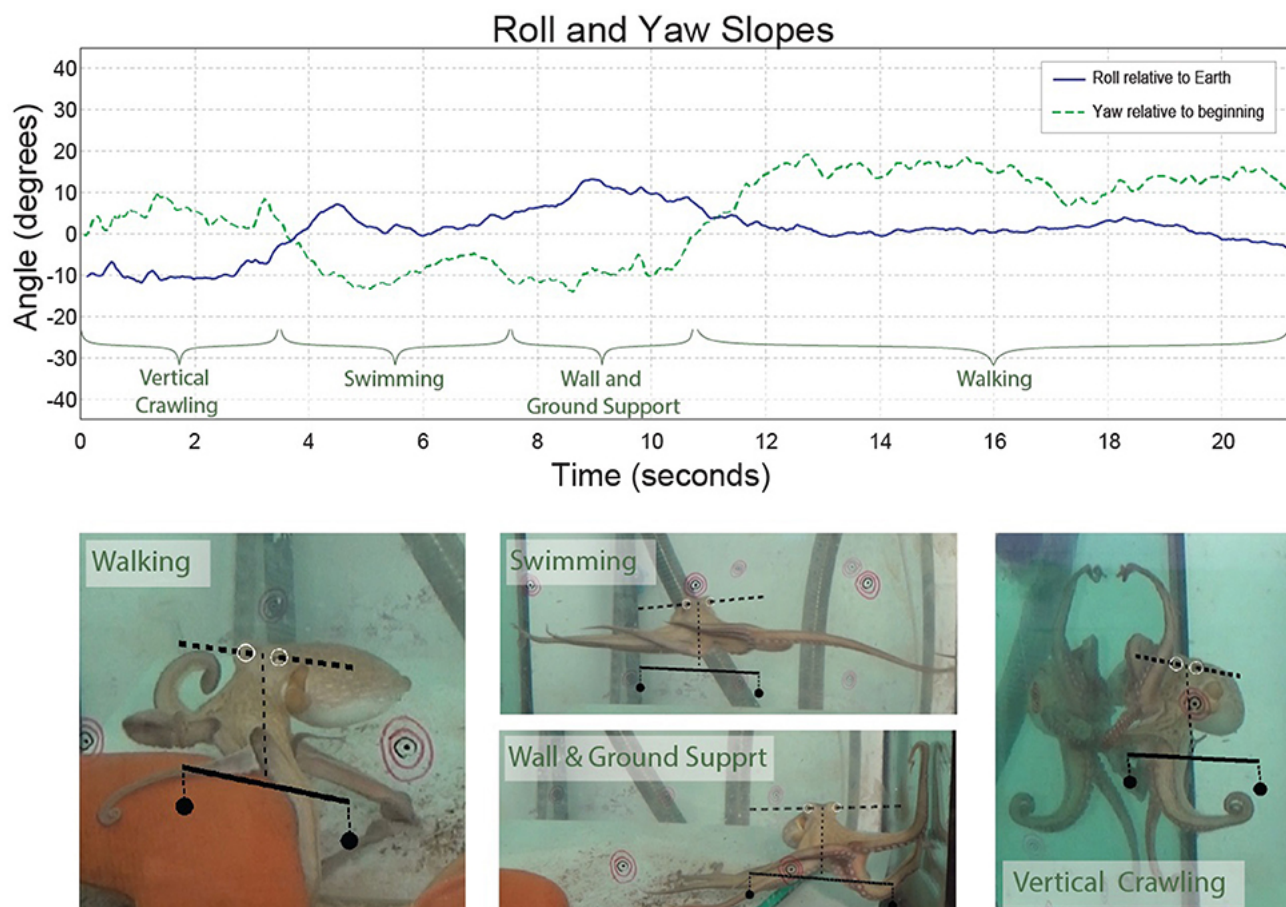 Roll and Yaw Slopes
Roll relative to Earth
Yaw relative to beginning
Angle (degrees)
40
30
20
10
0
-10
-20
-30
-40
Vertical
Crawling
Swimming
Wall and
Ground Support
Walking
0 2 4 6 8 10 12 14 16 18 20
Time (seconds)
Walking
Swimming
Wall & Ground Supprt
Vertical Crawling